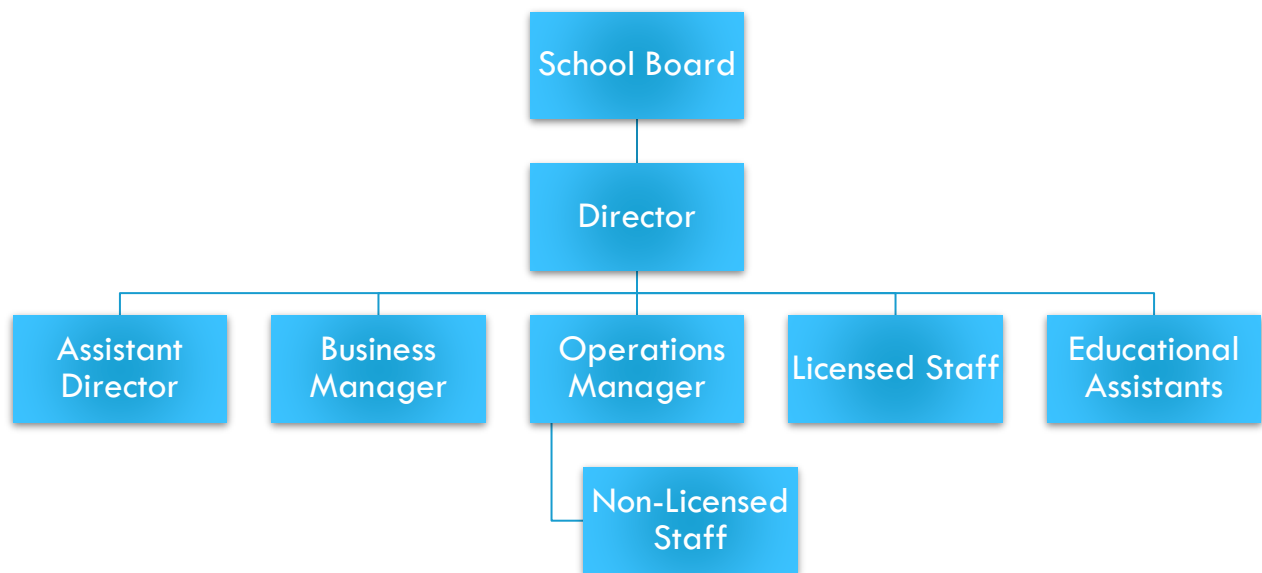 School Board
Director
Assistant
Director
Business
Manager
Operations
Manager
Licensed Staff
Educational
Assistants
Non-Licensed
Staff